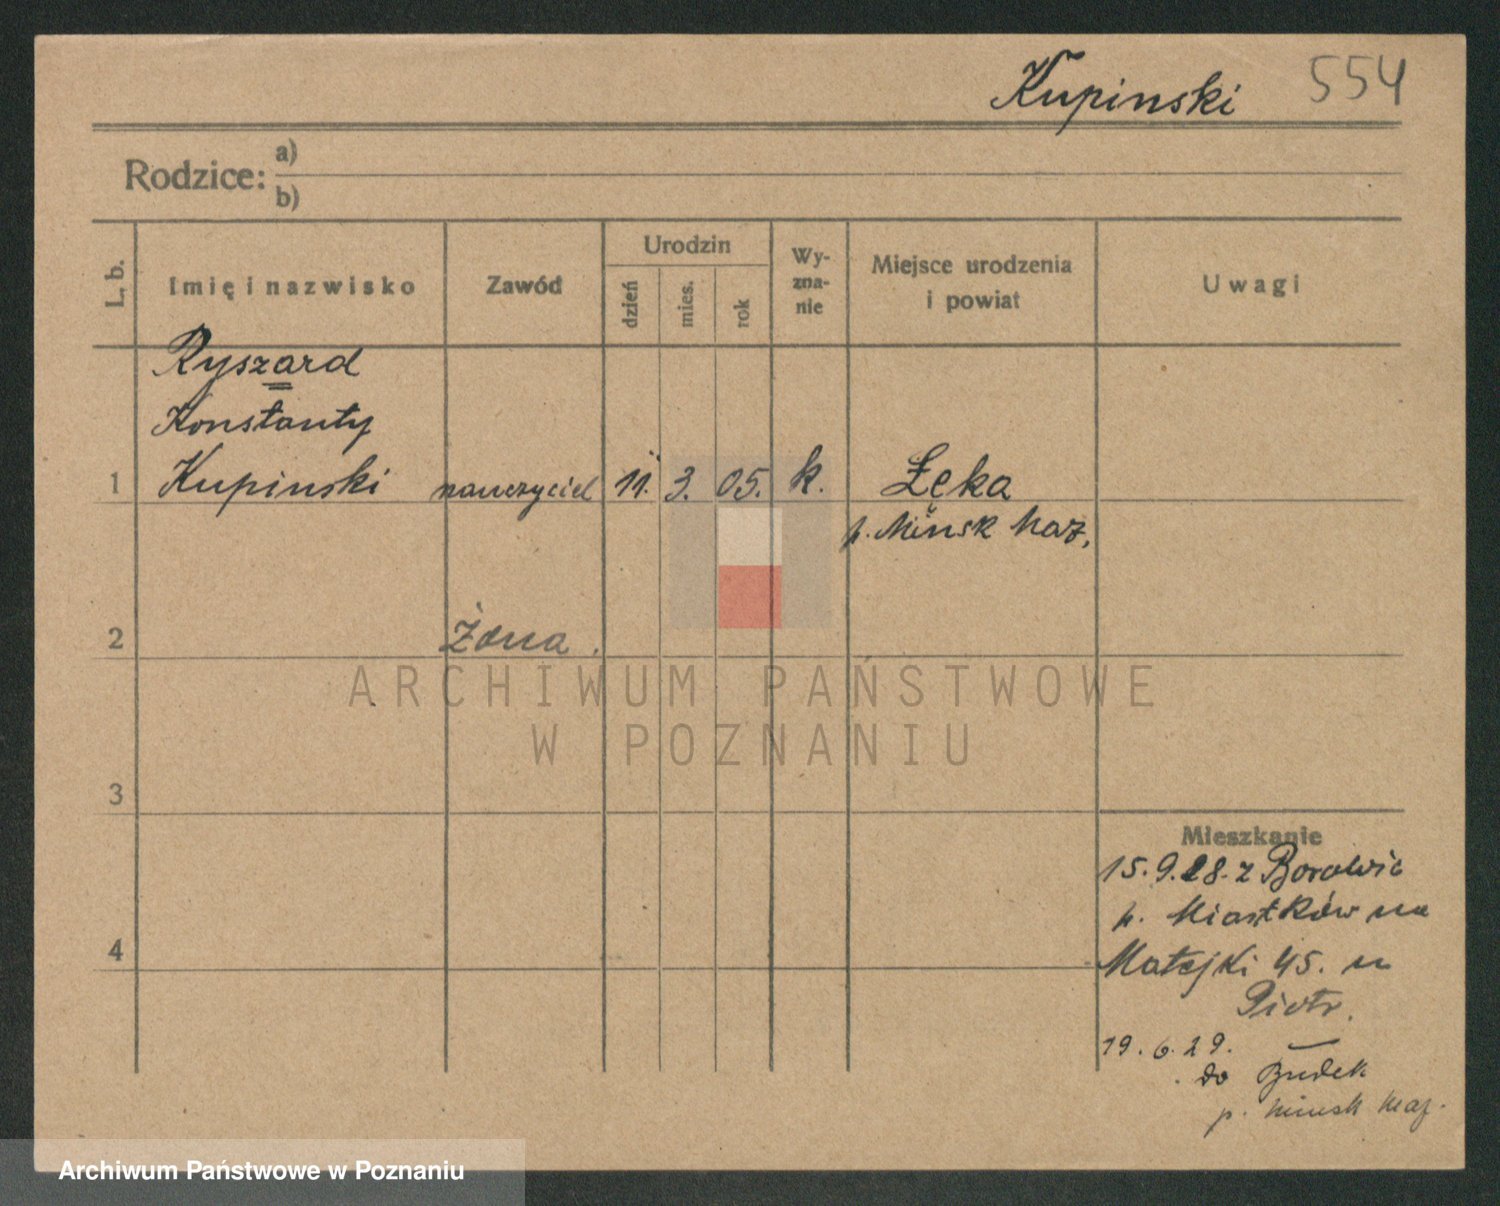 Kupinski 554
Rodzice: a)
b)
L. b.
Imię i nazwisko
Zawód
Urodzin
dzień
mies.
rok
Wy-
zna-
nie
Miejsce urodzenia
i powiat
Uwagi
Ryszard
Konstanty
1 Kupinski nauczyciel 11. 3. 05. k. Łęka
p. Mińsk Maz.
2 Żona.
ARCHIWUM PAŃSTWOWE
W POZNANIU
3
Mieszkanie
15.9.28. z Borowic
p. Miastków na
4
Matejki 45. u
Piotr.
19.6.29. —
do Budek
p. Minsk Maz.
Archiwum Państwowe w Poznaniu